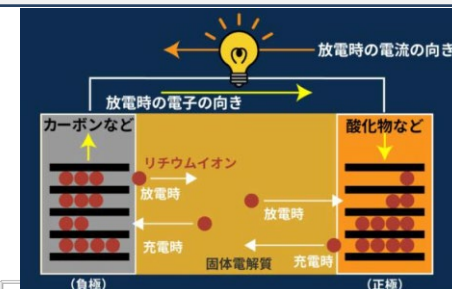 放電時の電流の向き
放電時の電子の向き
カーボンなど
酸化物など
リチウムイオン
放電時
放電時
充電時
固体電解質
充電時
(負極)
(正極)